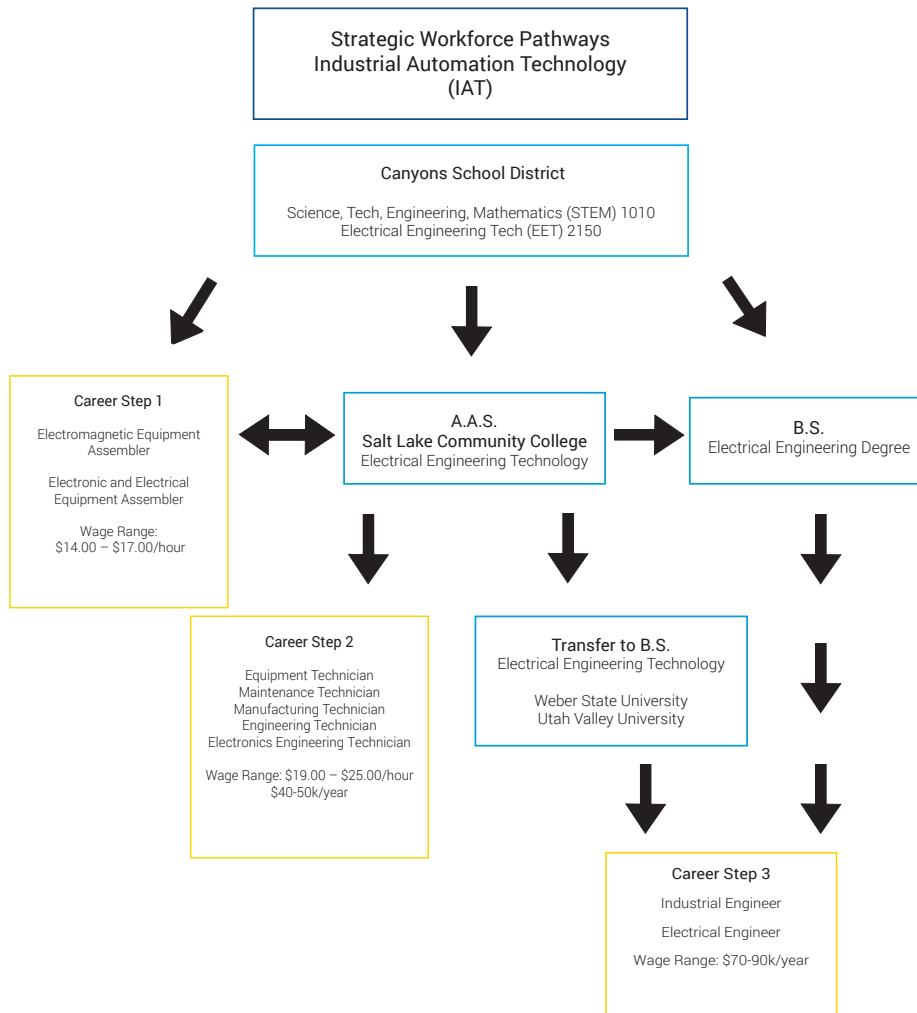 Strategic Workforce Pathways
Industrial Automation Technology
(IAT)
Canyons School District
Science, Tech, Engineering, Mathematics (STEM) 1010
Electrical Engineering Tech (EET) 2150
Career Step 1
Electromagnetic Equipment
Assembler
Electronic and Electrical
Equipment Assembler
Wage Range:
$14.00 – $17.00/hour
A.A.S.
Salt Lake Community College
Electrical Engineering Technology
B.S.
Electrical Engineering Degree
Career Step 2
Equipment Technician
Maintenance Technician
Manufacturing Technician
Engineering Technician
Electronics Engineering Technician
Wage Range: $19.00 – $25.00/hour
$40-50k/year
Transfer to B.S.
Electrical Engineering Technology
Weber State University
Utah Valley University
Career Step 3
Industrial Engineer
Electrical Engineer
Wage Range: $70-90k/year